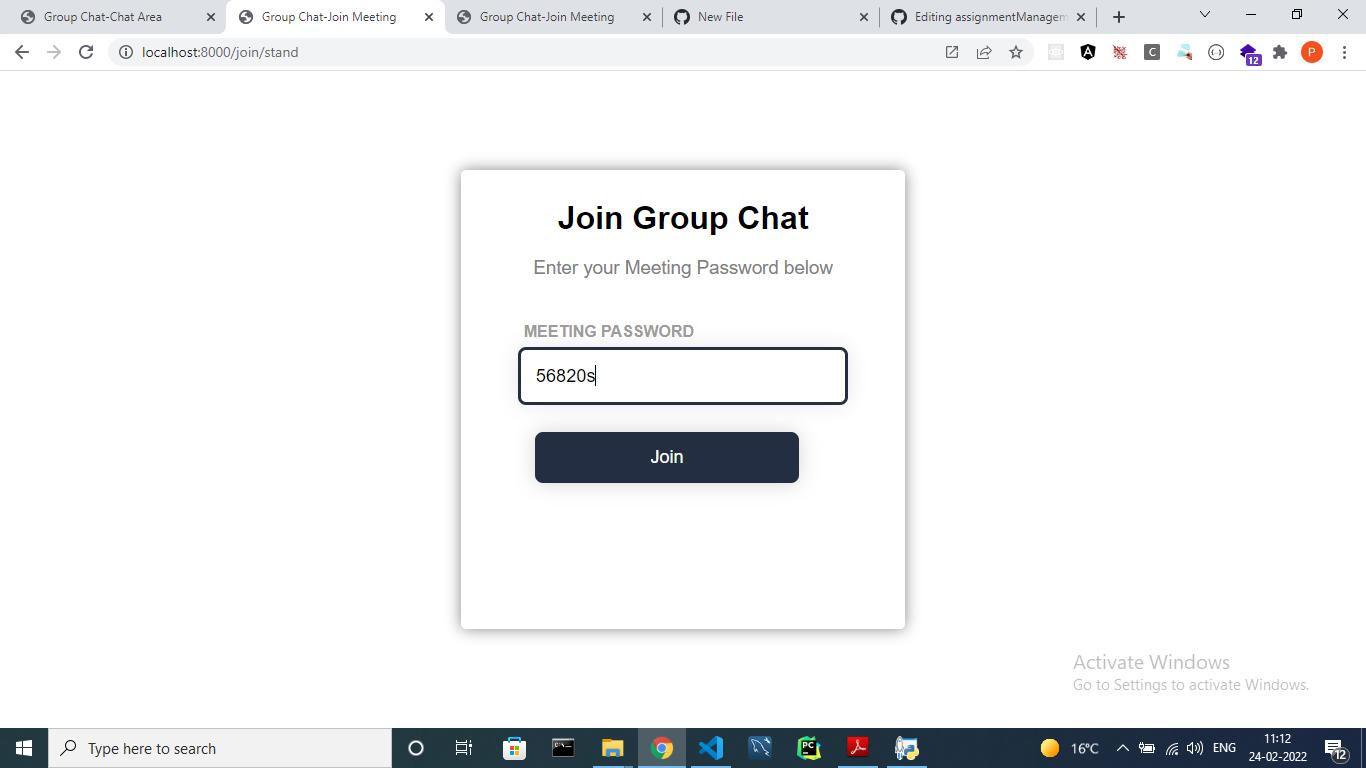 Group Chat-Chat Area
Group Chat-Join Meeting
Group Chat-Join Meeting
New File
Editing assignmentManagem
localhost:8000/join/stand
A
C
12
P
Join Group Chat
Enter your Meeting Password below
MEETING PASSWORD
56820s
Join
Activate Windows
Go to Settings to activate Windows.
Type here to search
PC
16°C
ENG
11:12
24-02-2022
12